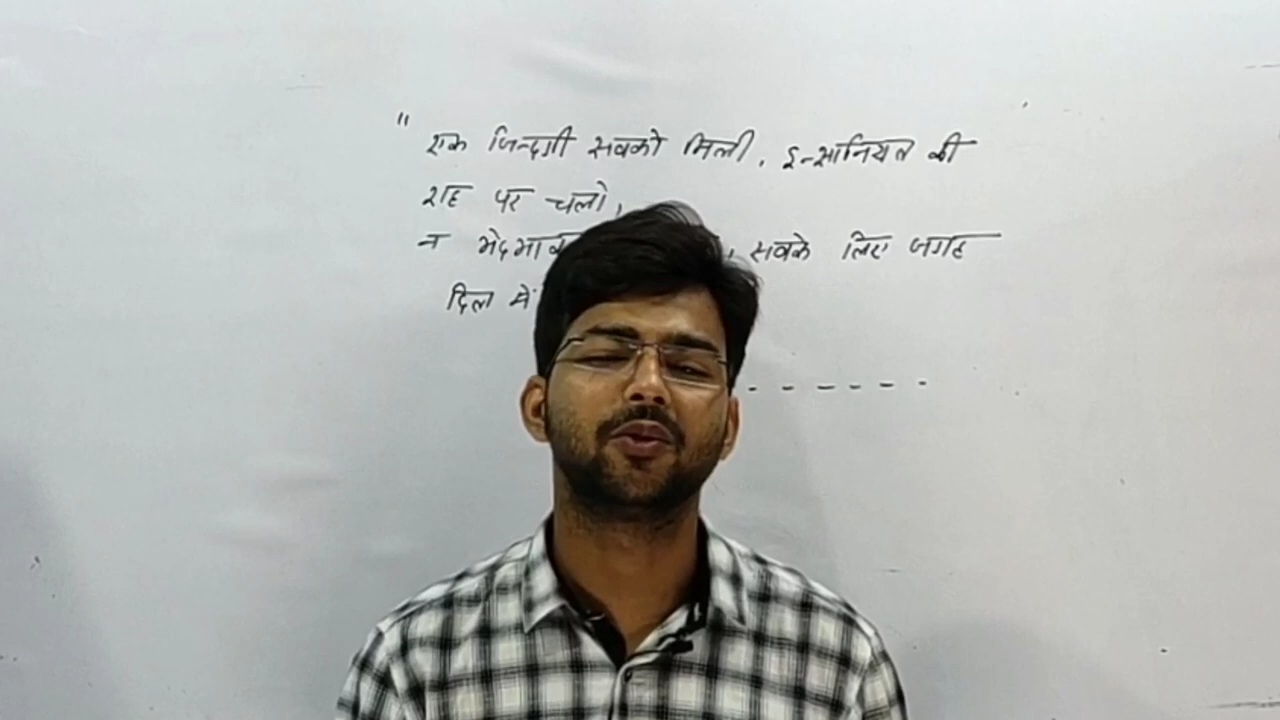 " एक जिन्दगी सबको मिली, इन्सानियत की
राह पर चलो,
न भेदभाव , सबके लिए जगह
दिल में
- - - - - -